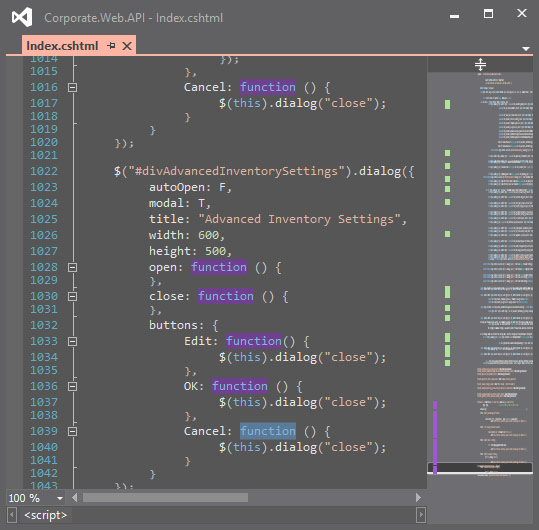 Corporate.Web.API - Index.cshtml
Index.cshtml
1014 });
1015 },
1016 Cancel: function () {
1017 $(this).dialog("close");
1018 }
1019 }
1020 });
1021
1022 $("#divAdvancedInventorySettings").dialog({
1023 autoOpen: F,
1024 modal: T,
1025 title: "Advanced Inventory Settings",
1026 width: 600,
1027 height: 500,
1028 open: function () {
1029 },
1030 close: function () {
1031 },
1032 buttons: {
1033 Edit: function() {
1034 $(this).dialog("close");
1035 },
1036 OK: function () {
1037 $(this).dialog("close");
1038 },
1039 Cancel: function () {
1040 $(this).dialog("close");
1041 }
1042 }
1043 });
100 %
<script>